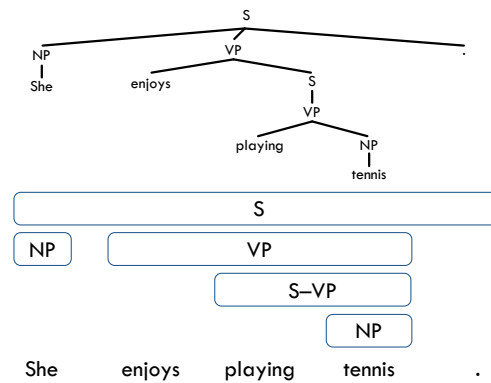 S
NP VP .
She enjoys S
VP
playing NP
tennis
S
NP VP
S–VP
NP
She enjoys playing tennis .